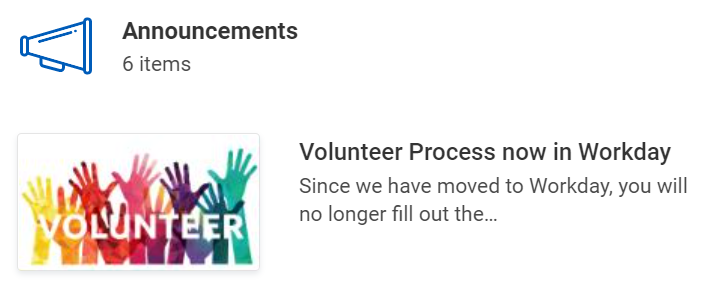 Announcements
6 items
VOLUNTEER
Volunteer Process now in Workday
Since we have moved to Workday, you will
no longer fill out the...